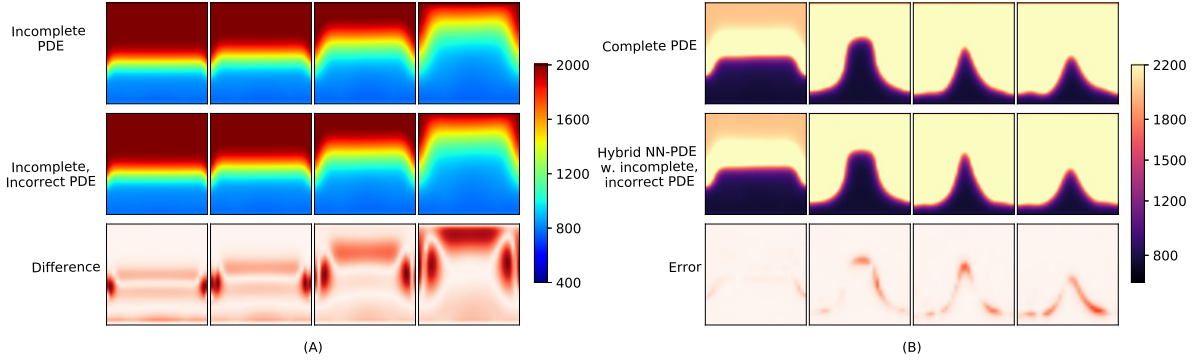 Incomplete
PDE
Incomplete,
Incorrect PDE
Difference
2000
1600
1200
800
400
(A)
Complete PDE
Hybrid NN-PDE
w. incomplete,
incorrect PDE
Error
2200
1800
1500
1200
800
(B)